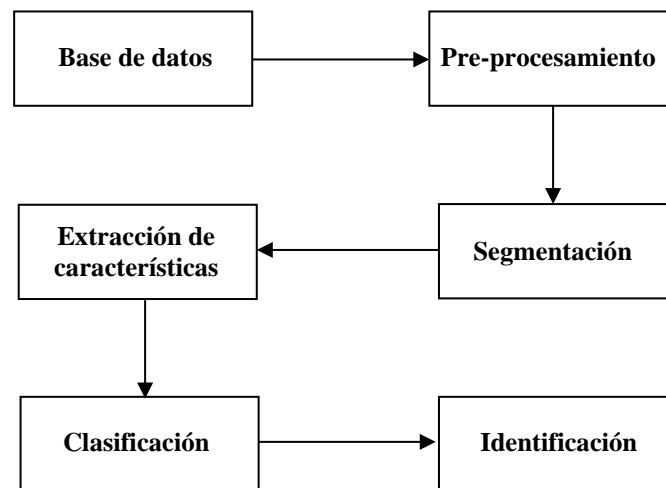 Base de datos
Pre-procesamiento
Segmentación
Extracción de
características
Clasificación
Identificación